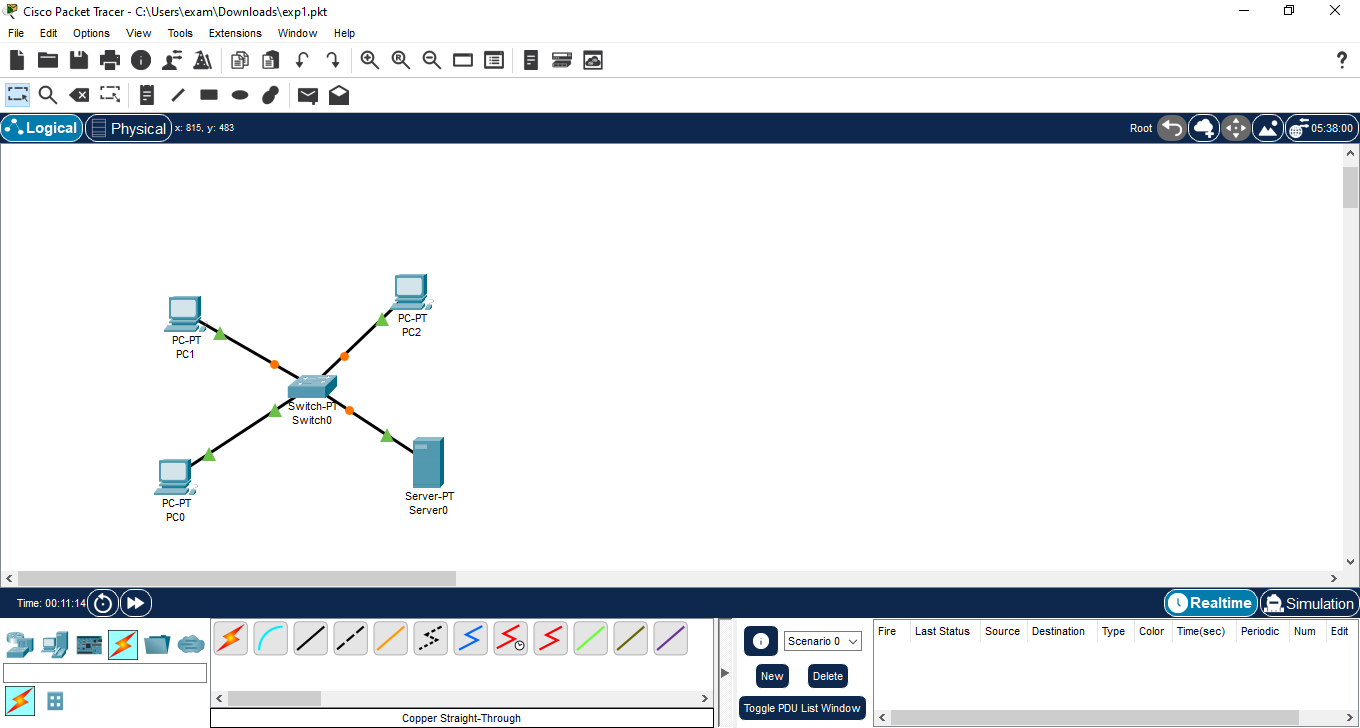 Cisco Packet Tracer - C:\Users\exam\Downloads\exp1.pkt
File Edit Options View Tools Extensions Window Help
Logical Physical x: 815, y: 483 Root 05:38:00
PC-PT
PC2
PC-PT
PC1
Switch-PT
Switch0
Server-PT
Server0
PC-PT
PC0
Time: 00:11:14 Realtime Simulation
Scenario 0
New Delete
Toggle PDU List Window
Fire Last Status Source Destination Type Color Time(sec) Periodic Num Edit
Copper Straight-Through